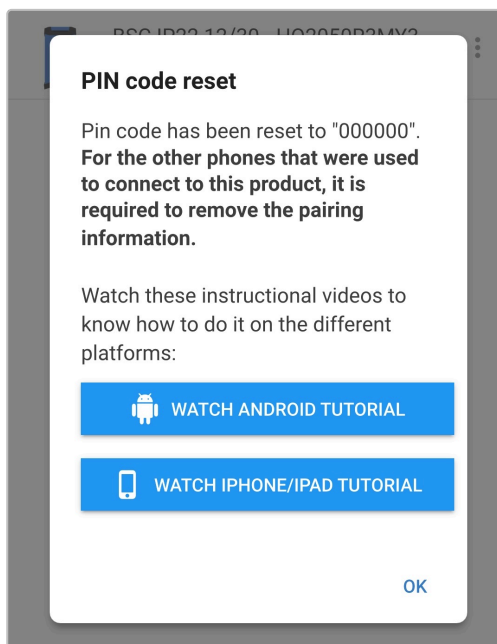 PIN code reset
Pin code has been reset to "000000".
For the other phones that were used
to connect to this product, it is
required to remove the pairing
information.
Watch these instructional videos to
know how to do it on the different
platforms:
WATCH ANDROID TUTORIAL
WATCH IPHONE/IPAD TUTORIAL
OK